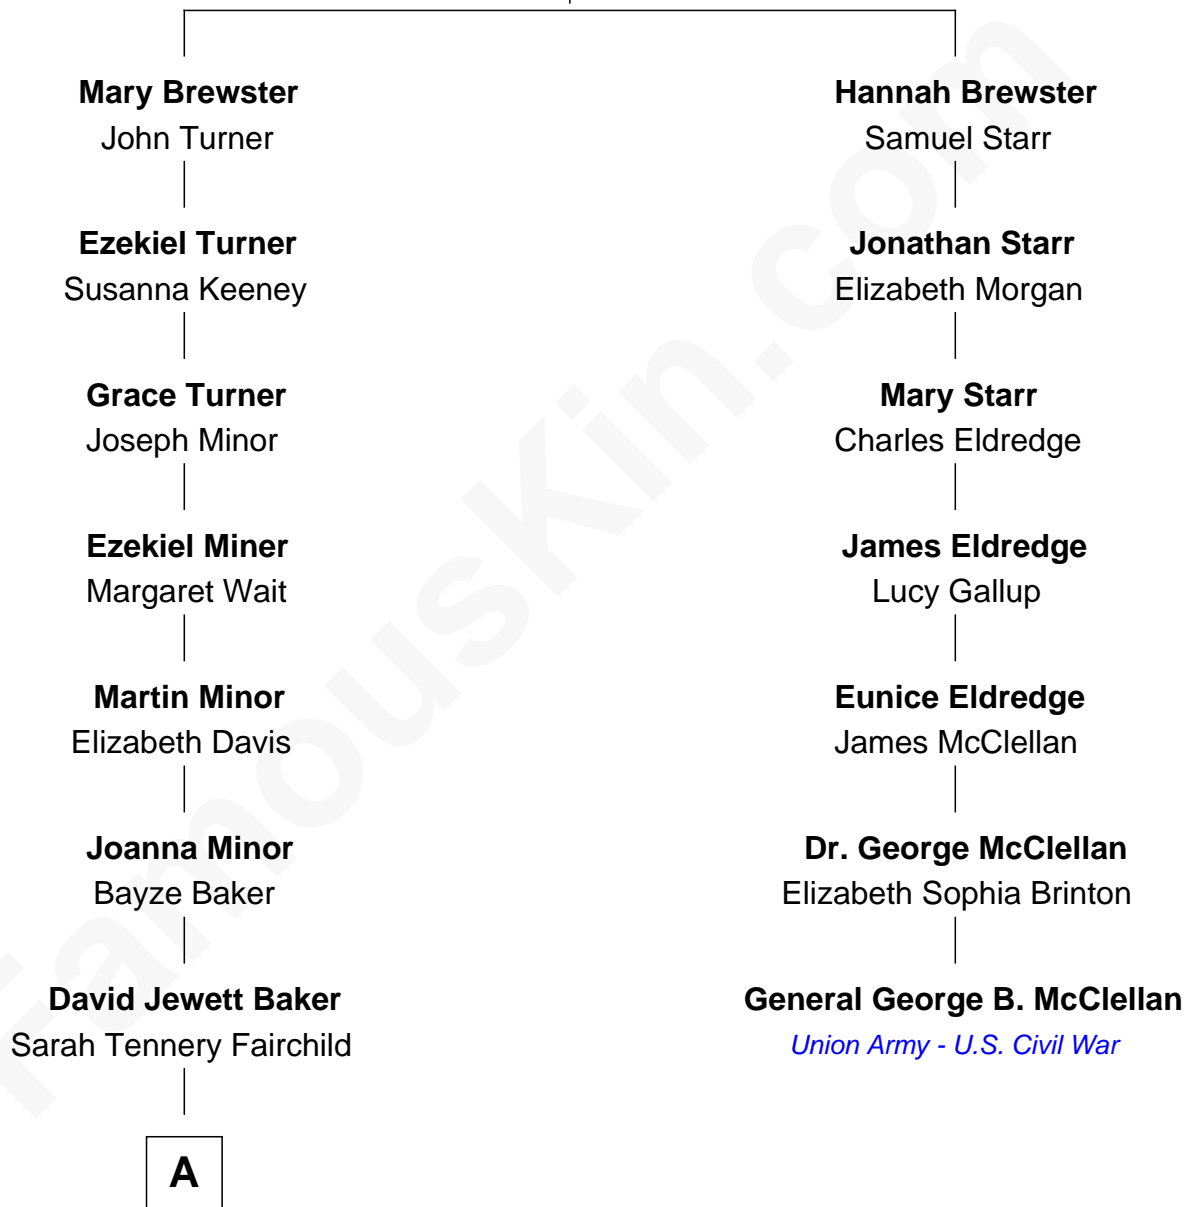 Mary Brewster
John Turner
Ezekiel Turner
Susanna Keeney
Grace Turner
Joseph Minor
Ezekiel Miner
Margaret Wait
Martin Minor
Elizabeth Davis
Joanna Minor
Bayze Baker
David Jewett Baker
Sarah Tennery Fairchild
A
Hannah Brewster
Samuel Starr
Jonathan Starr
Elizabeth Morgan
Mary Starr
Charles Eldredge
James Eldredge
Lucy Gallup
Eunice Eldredge
James McClellan
Dr. George McClellan
Elizabeth Sophia Brinton
General George B. McClellan
Union Army - U.S. Civil War
FamousKin.com